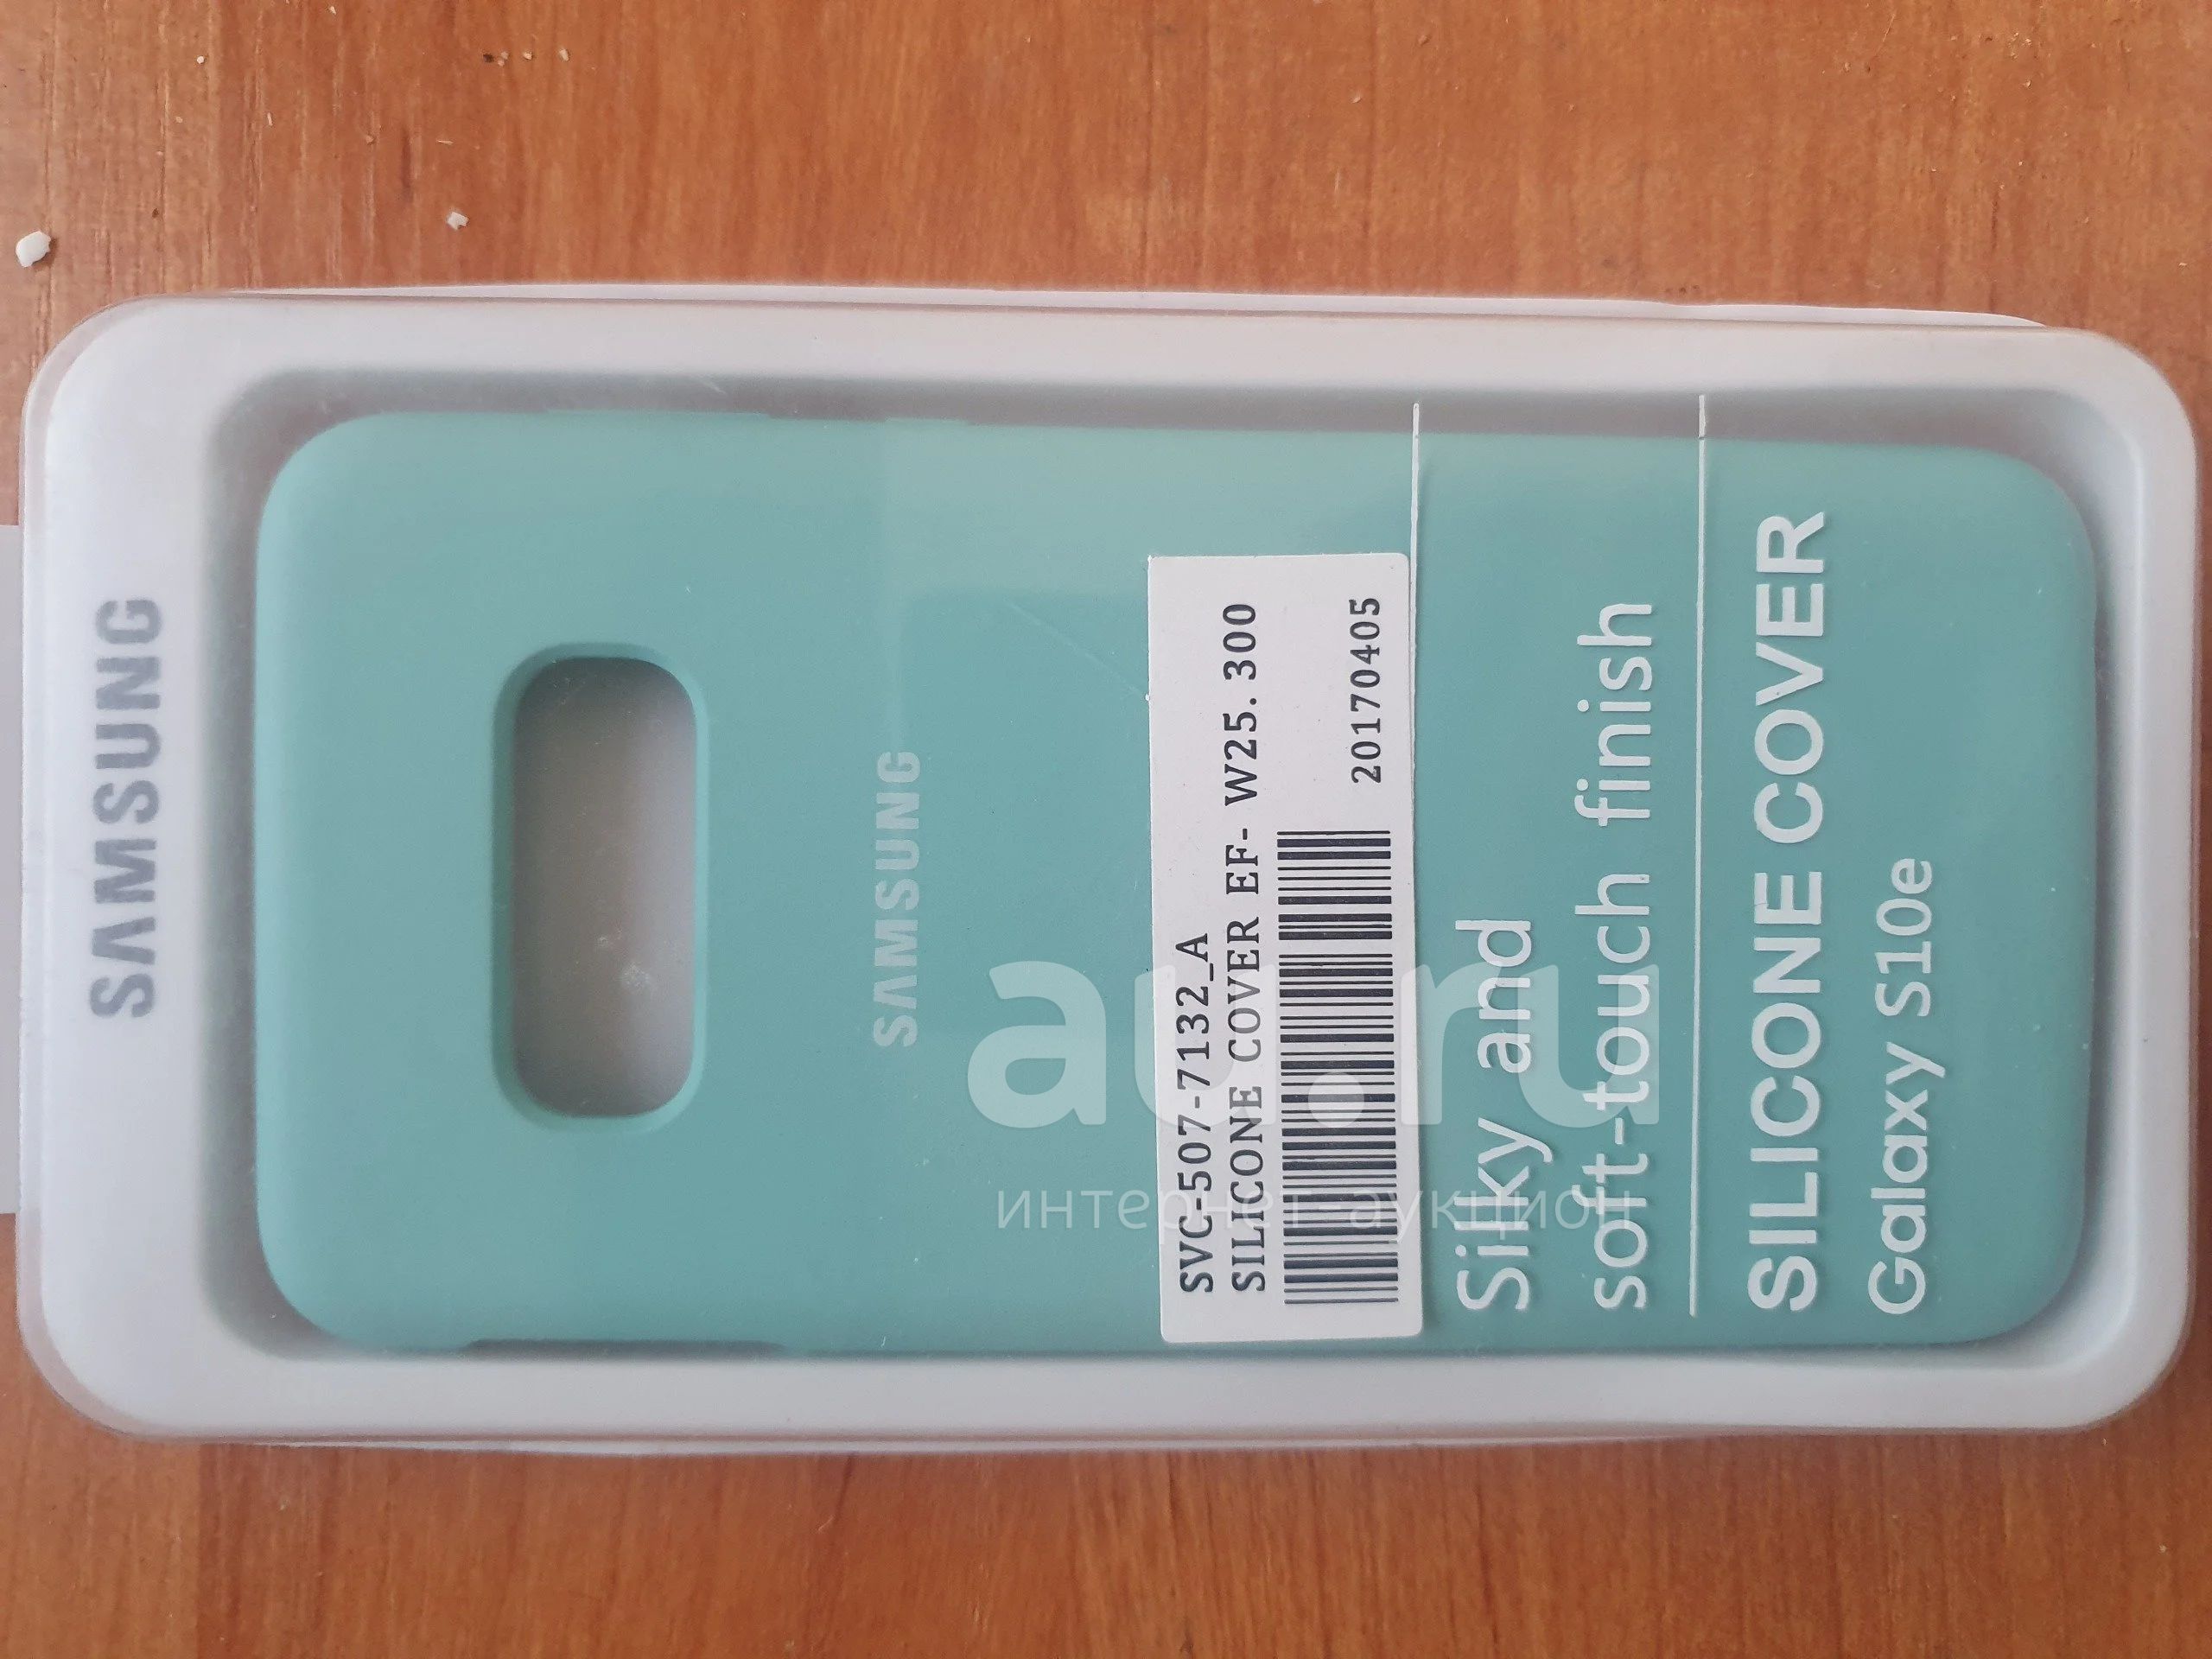 SAMSUNG
SAMSUNG
SVC-507-7132_A
SILICONE COVER EF- W25. 300
20170405
Silky and
soft-touch finish
SILICONE COVER
Galaxy S10e
au.ru
интернет-аукцион